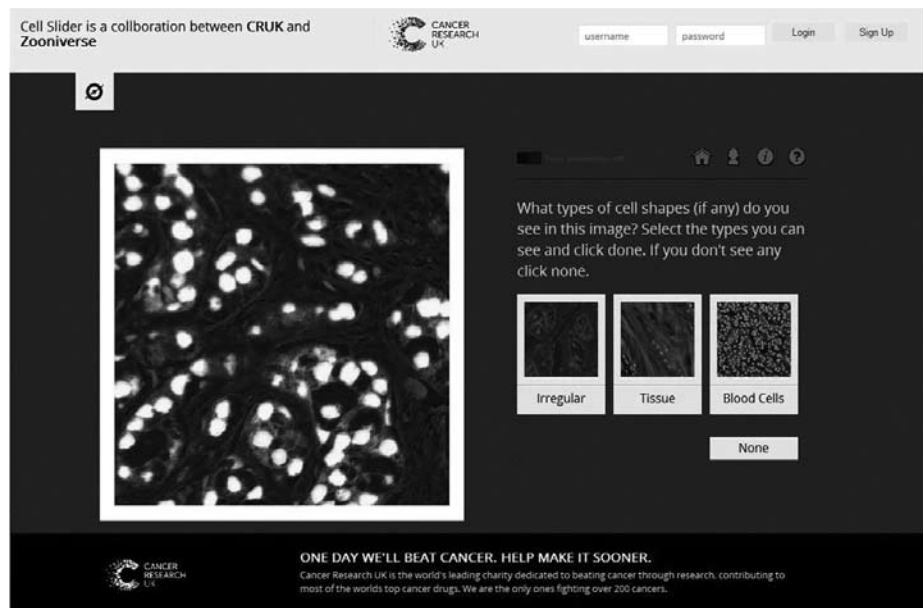 Cell Slider is a collboration between CRUK and
Zooniverse
CANCER
RESEARCH
UK
username
password
Login
Sign Up
What types of cell shapes (if any) do you
see in this image? Select the types you can
see and click done. If you don't see any
click none.
Irregular
Tissue
Blood Cells
None
CANCER
RESEARCH
UK
ONE DAY WE'LL BEAT CANCER. HELP MAKE IT SOONER.
Cancer Research UK is the world's leading charity dedicated to beating cancer through research, contributing to
most of the worlds top cancer drugs. We are the only ones fighting over 200 cancers.